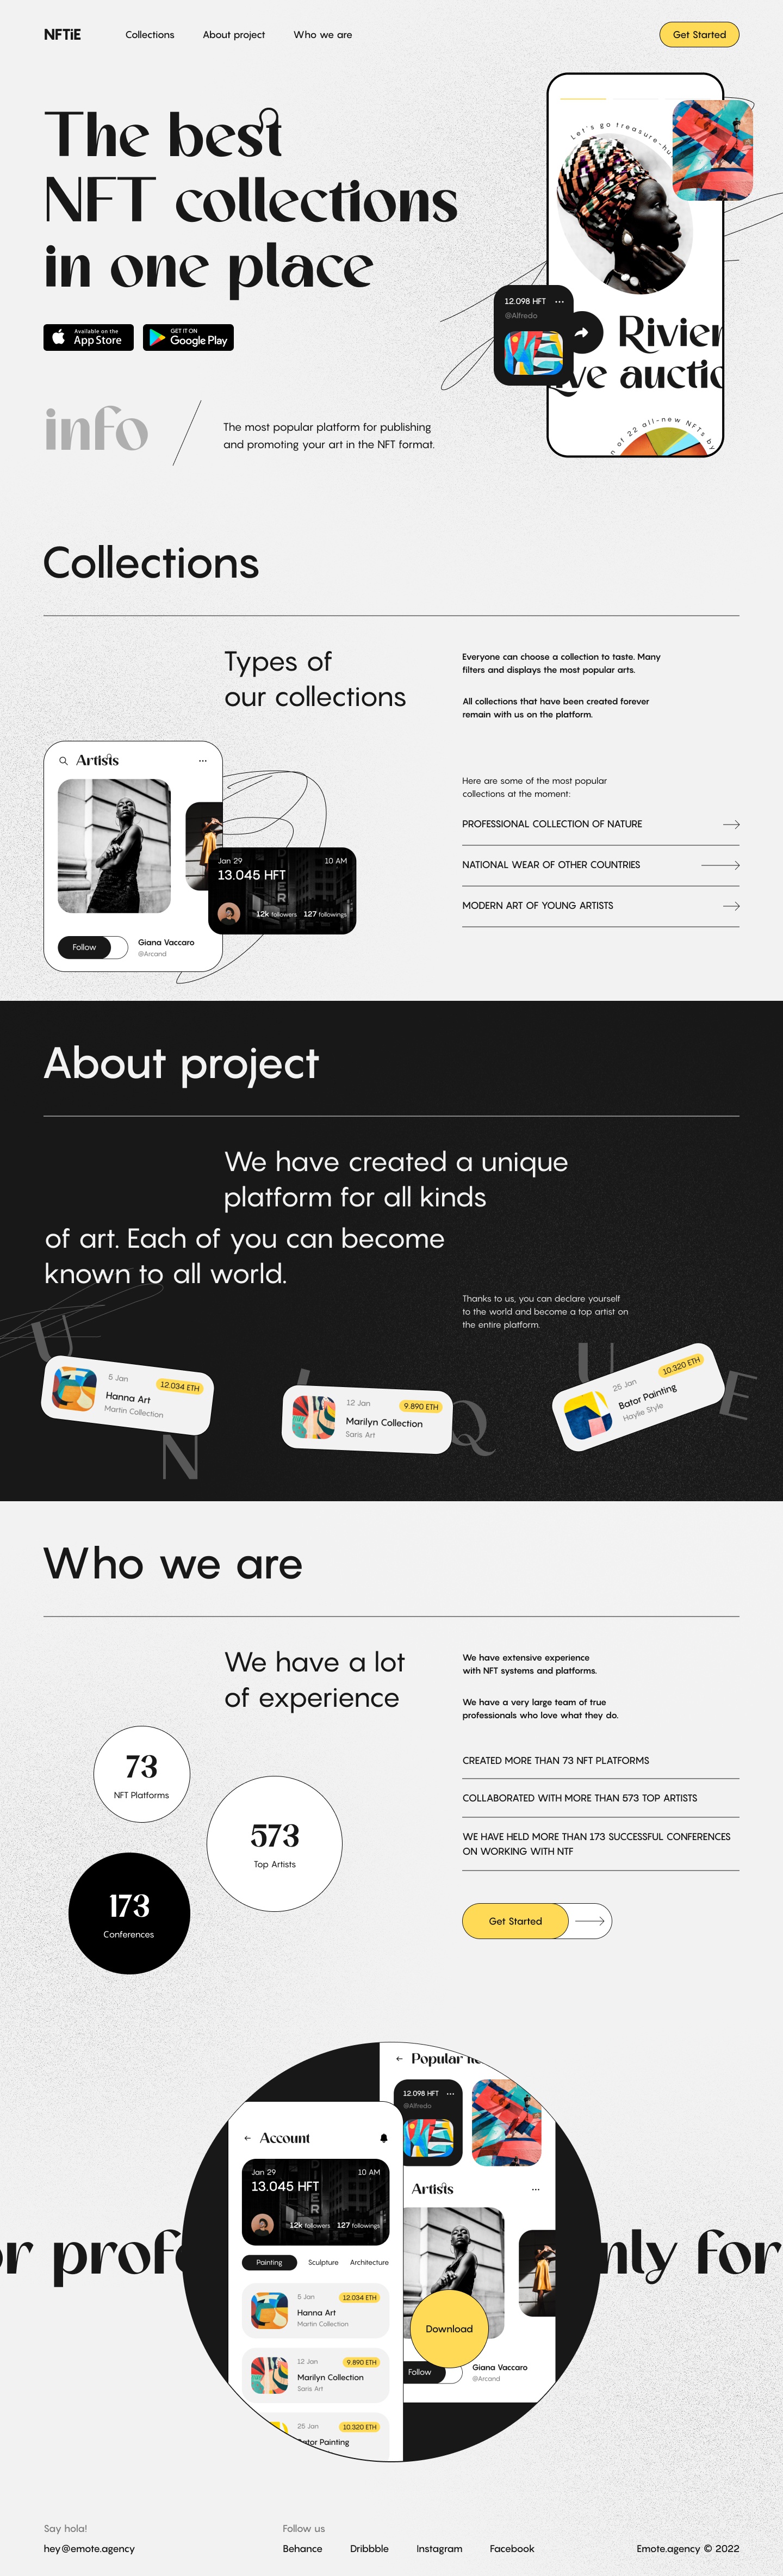 NFTiE
Collections
About project
Who we are
Get Started
The best
NFT collections
in one place
Available on the
App Store
GET IT ON
Google Play
Let's go treasure-hu
12.098 HFT
@Alfredo
Rivier
ve auctio
n of 22 all-new NFTs by
info
The most popular platform for publishing
and promoting your art in the NFT format.
Collections
Types of
our collections
Everyone can choose a collection to taste. Many
filters and displays the most popular arts.
All collections that have been created forever
remain with us on the platform.
Here are some of the most popular
collections at the moment:
PROFESSIONAL COLLECTION OF NATURE
NATIONAL WEAR OF OTHER COUNTRIES
MODERN ART OF YOUNG ARTISTS
Artists
Jan 29
10 AM
13.045 HFT
12k followers
127 followings
Follow
Giana Vaccaro
@Arcand
About project
We have created a unique
platform for all kinds
of art. Each of you can become
known to all world.
Thanks to us, you can declare yourself
to the world and become a top artist on
the entire platform.
U
N
I
Q
U
E
5 Jan
12.034 ETH
Hanna Art
Martin Collection
12 Jan
9.890 ETH
Marilyn Collection
Saris Art
25 Jan
10.320 ETH
Bator Painting
Haylie Style
Who we are
We have a lot
of experience
We have extensive experience
with NFT systems and platforms.
We have a very large team of true
professionals who love what they do.
73
NFT Platforms
573
Top Artists
173
Conferences
CREATED MORE THAN 73 NFT PLATFORMS
COLLABORATED WITH MORE THAN 573 TOP ARTISTS
WE HAVE HELD MORE THAN 173 SUCCESSFUL CONFERENCES
ON WORKING WITH NTF
Get Started
or prof
nly for
Popular
12.098 HFT
@Alfredo
Artists
Account
Jan 29
10 AM
13.045 HFT
12k followers
127 followings
Painting
Sculpture
Architecture
5 Jan
12.034 ETH
Hanna Art
Martin Collection
12 Jan
9.890 ETH
Marilyn Collection
Saris Art
25 Jan
10.320 ETH
Bator Painting
Download
Follow
Giana Vaccaro
@Arcand
Say hola!
hey@emote.agency
Follow us
Behance
Dribbble
Instagram
Facebook
Emote.agency © 2022